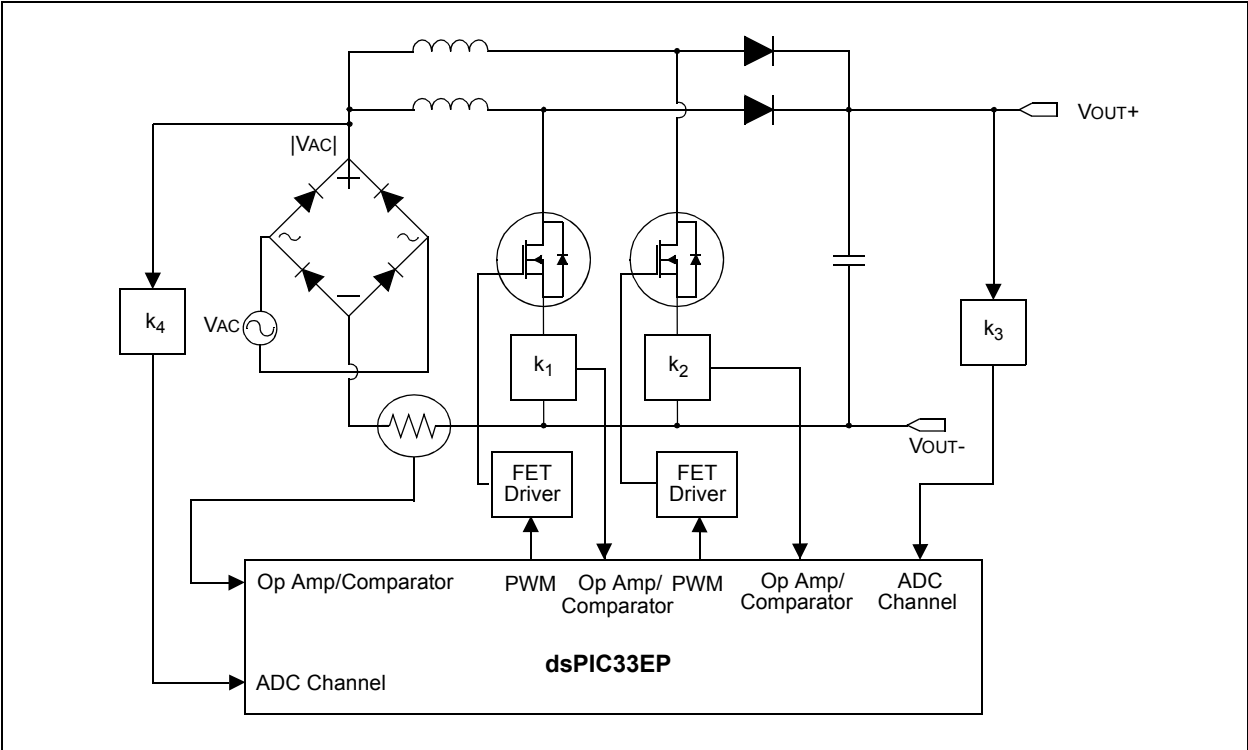 |VAC|
VOUT+
k4
VAC
k1
k2
k3
VOUT-
FET
Driver
FET
Driver
Op Amp/Comparator
PWM
Op Amp/
Comparator
PWM
Op Amp/
Comparator
ADC
Channel
dsPIC33EP
ADC Channel